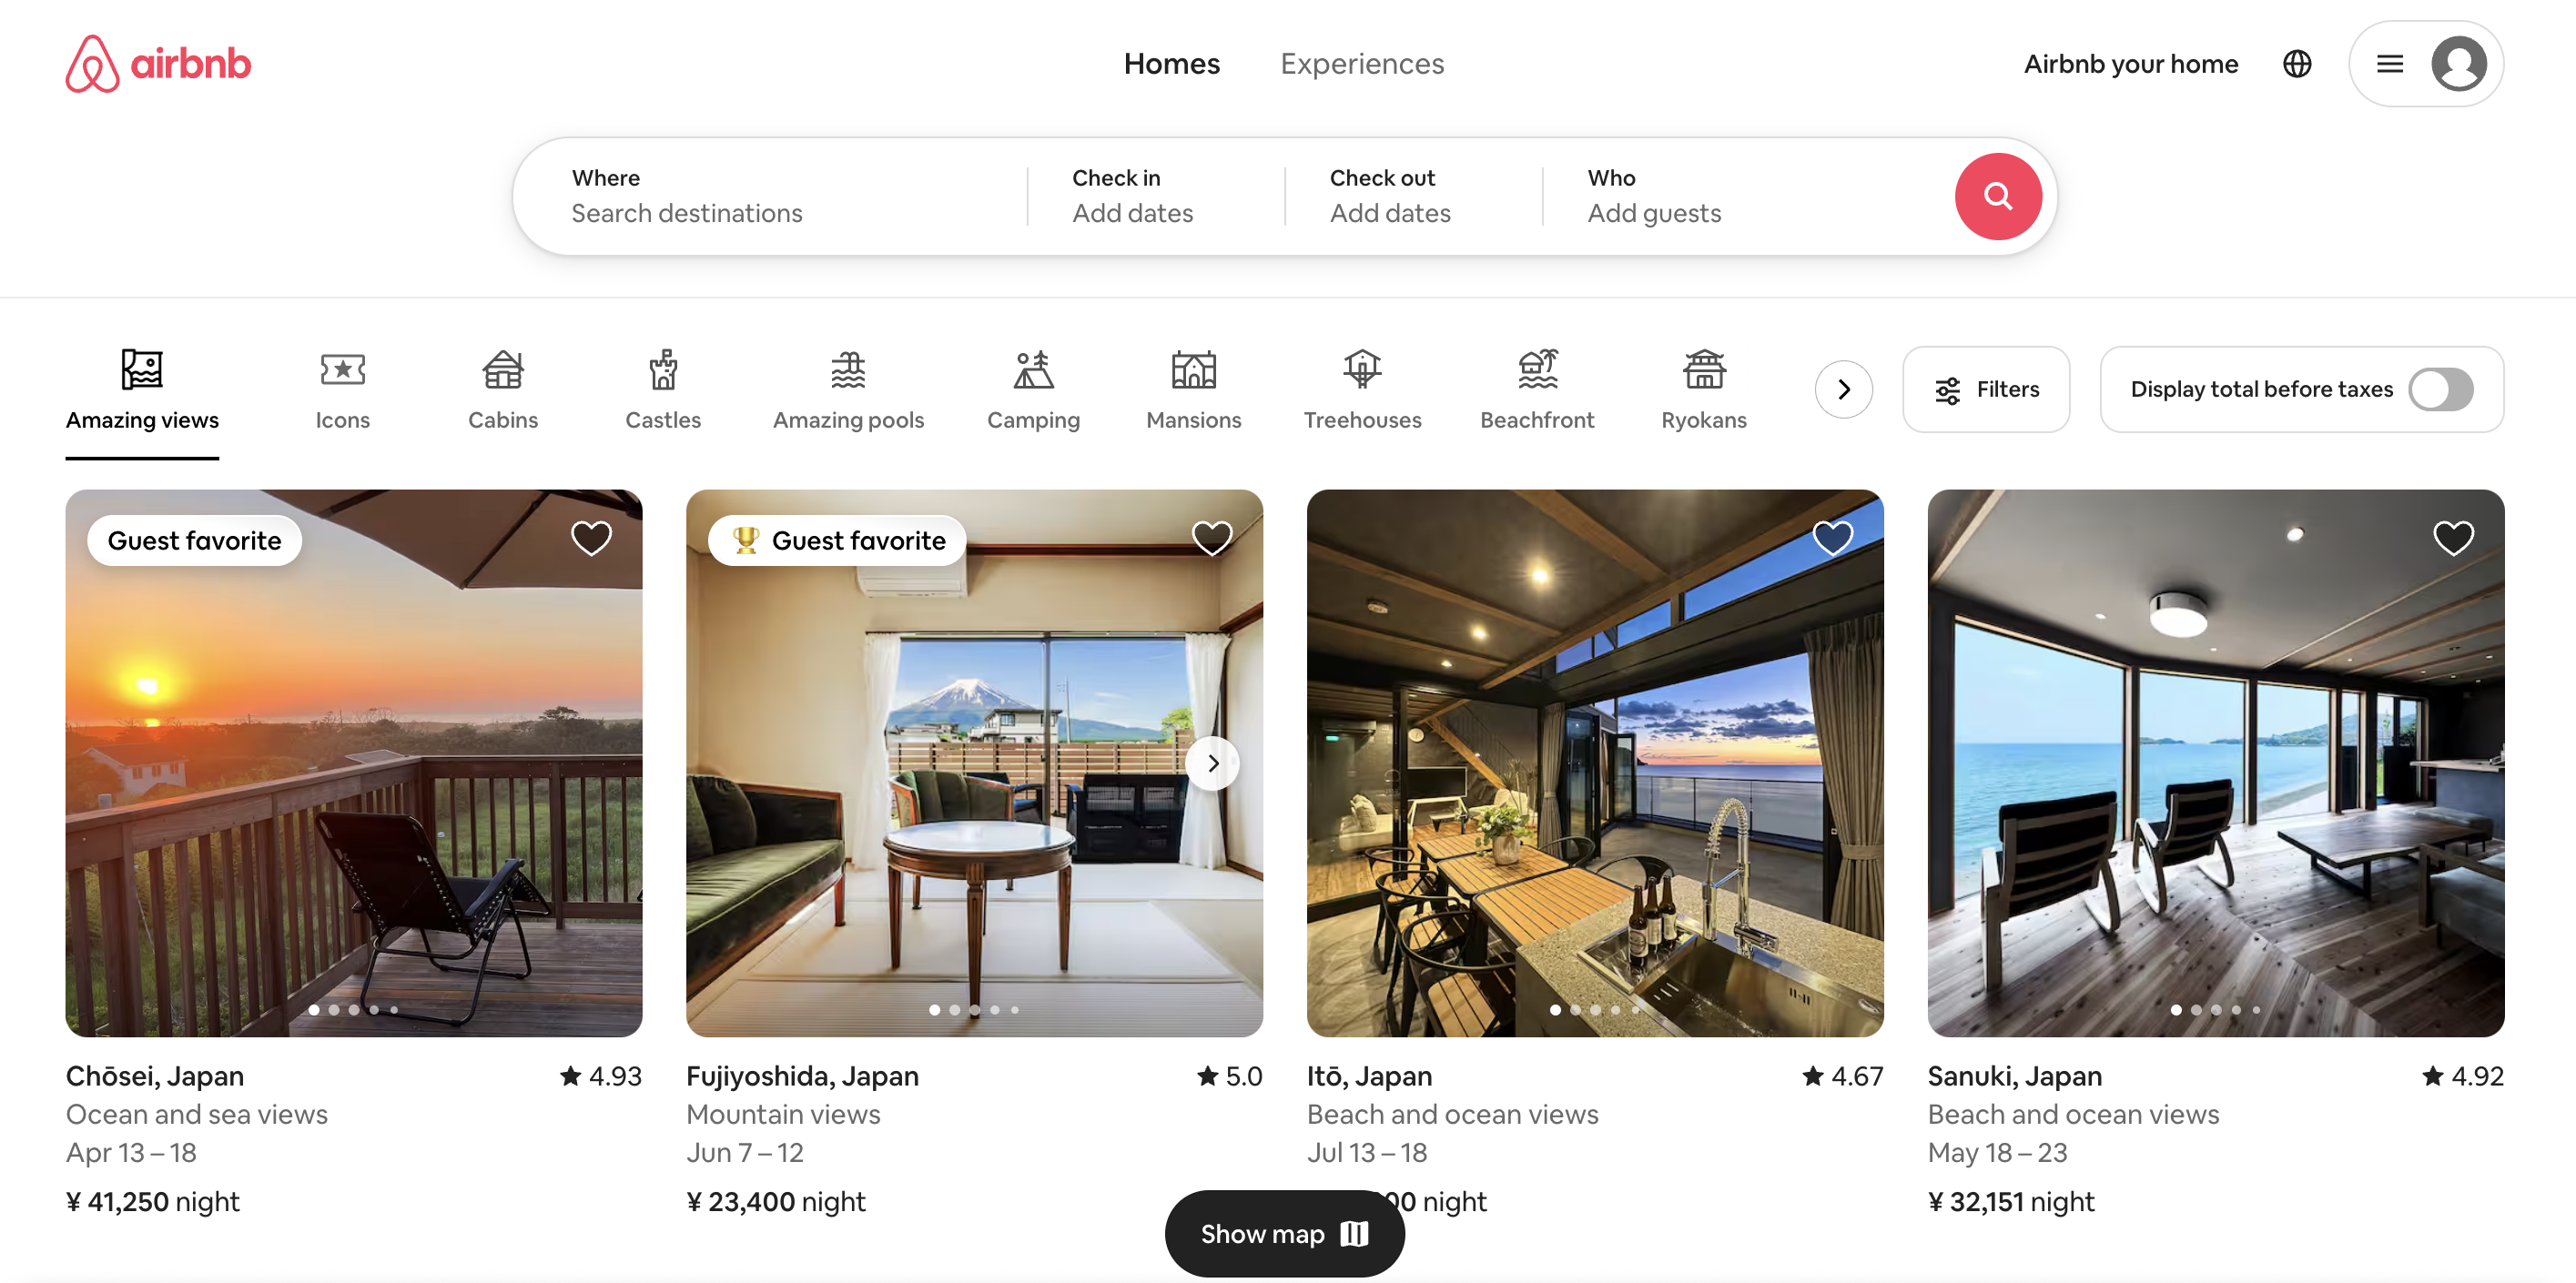 airbnb
Homes
Experiences
Airbnb your home
Where
Search destinations
Check in
Add dates
Check out
Add dates
Who
Add guests
Amazing views
Icons
Cabins
Castles
Amazing pools
Camping
Mansions
Treehouses
Beachfront
Ryokans
Filters
Display total before taxes
Guest favorite
Guest favorite
Chōsei, Japan
4.93
Ocean and sea views
Apr 13 – 18
¥ 41,250 night
Fujiyoshida, Japan
5.0
Mountain views
Jun 7 – 12
¥ 23,400 night
Itō, Japan
4.67
Beach and ocean views
Jul 13 – 18
night
Sanuki, Japan
4.92
Beach and ocean views
May 18 – 23
¥ 32,151 night
Show map